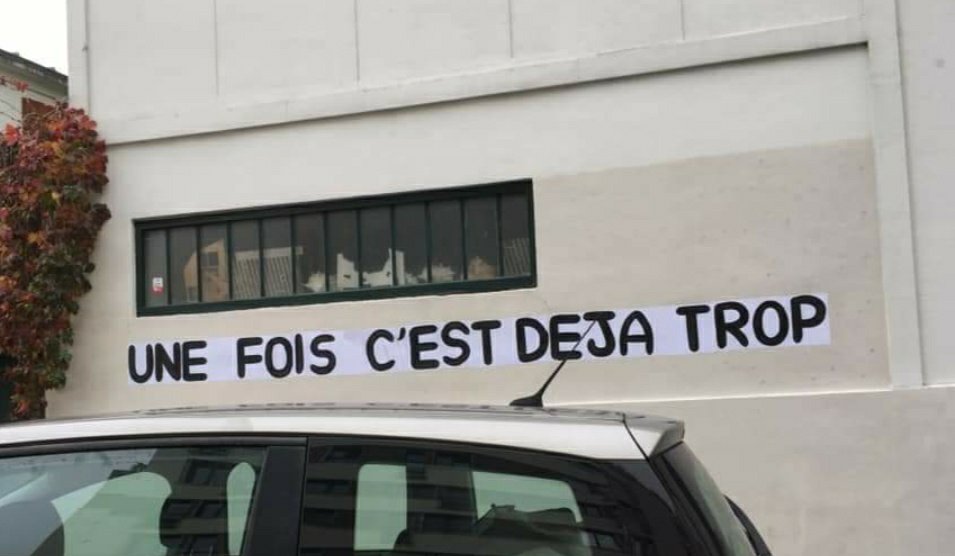 UNE FOIS C'EST DEJA TROP